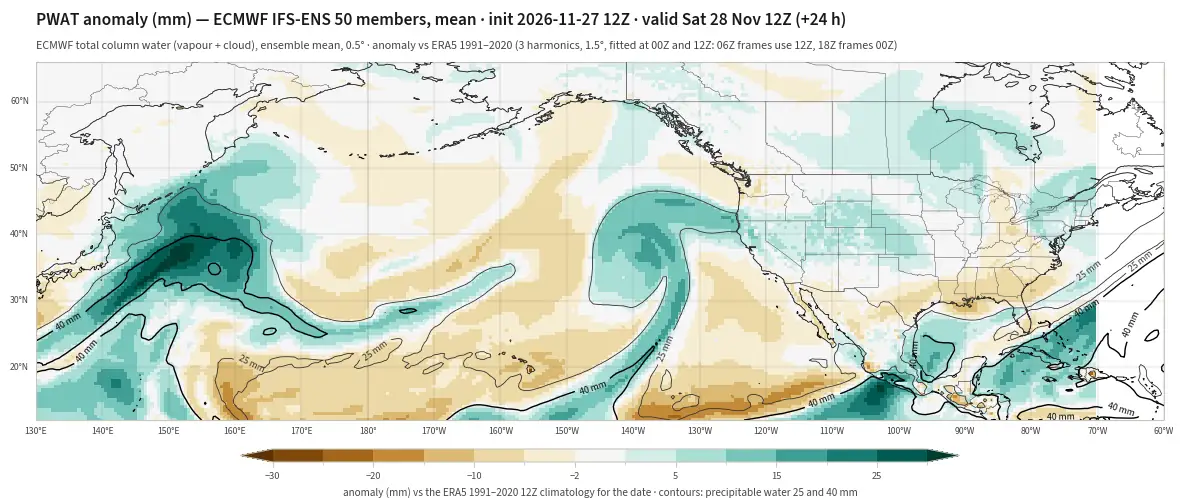 PWAT anomaly (mm) — ECMWF IFS-ENS 50 members, mean · init 2026-11-27 12Z · valid Sat 28 Nov 12Z (+24 h)
ECMWF total column water (vapour + cloud), ensemble mean, 0.5° · anomaly vs ERA5 1991–2020 (3 harmonics, 1.5°, fitted at 00Z and 12Z: 06Z frames use 12Z, 18Z frames 00Z)
60°N
50°N
40°N
30°N
20°N
25 mm
25 mm
40 mm
40 mm
40 mm
25 mm
25 mm
25 mm
40 mm
40 mm
40 mm
40 mm
40 mm
40 mm
130°E 140°E 150°E 160°E 170°E 180° 170°W 160°W 150°W 140°W 130°W 120°W 110°W 100°W 90°W 80°W 70°W 60°W
−30 −20 −10 −2 5 15 25
anomaly (mm) vs the ERA5 1991–2020 12Z climatology for the date · contours: precipitable water 25 and 40 mm